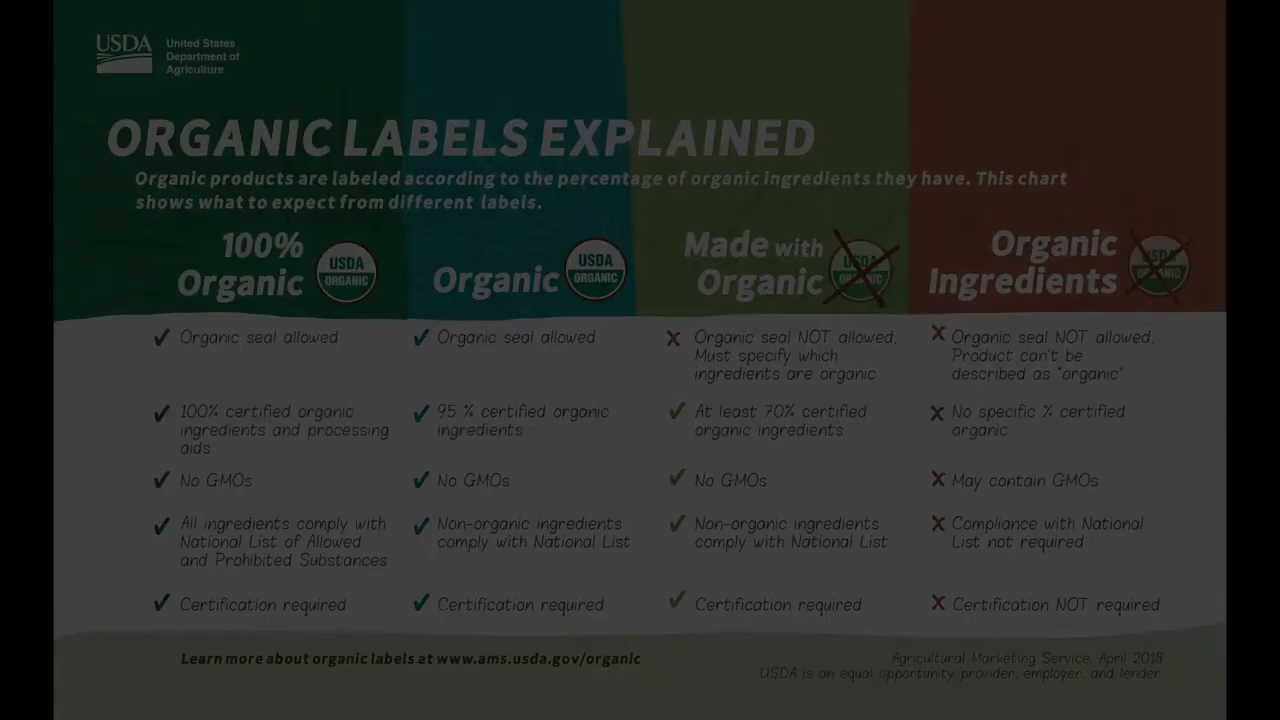 USDA
United States
Department of
Agriculture
ORGANIC LABELS EXPLAINED
Organic products are labeled according to the percentage of organic ingredients they have. This chart
shows what to expect from different labels.
100%
Organic
USDA
ORGANIC
Organic
USDA
ORGANIC
Made with
Organic
USDA
ORGANIC
Organic
Ingredients
USDA
ORGANIC
Organic seal allowed
100% certified organic
ingredients and processing
aids
No GMOs
All ingredients comply with
National List of Allowed
and Prohibited Substances
Certification required
Organic seal allowed
95 % certified organic
ingredients
No GMOs
Non-organic ingredients
comply with National List
Certification required
Organic seal NOT allowed.
Must specify which
ingredients are organic
At least 70% certified
organic ingredients
No GMOs
Non-organic ingredients
comply with National List
Certification required
Organic seal NOT allowed.
Product can't be
described as "organic"
No specific % certified
organic
May contain GMOs
Compliance with National
List not required
Certification NOT required
Learn more about organic labels at www.ams.usda.gov/organic
Agricultural Marketing Service, April 2018
USDA is an equal opportunity provider, employer, and lender.